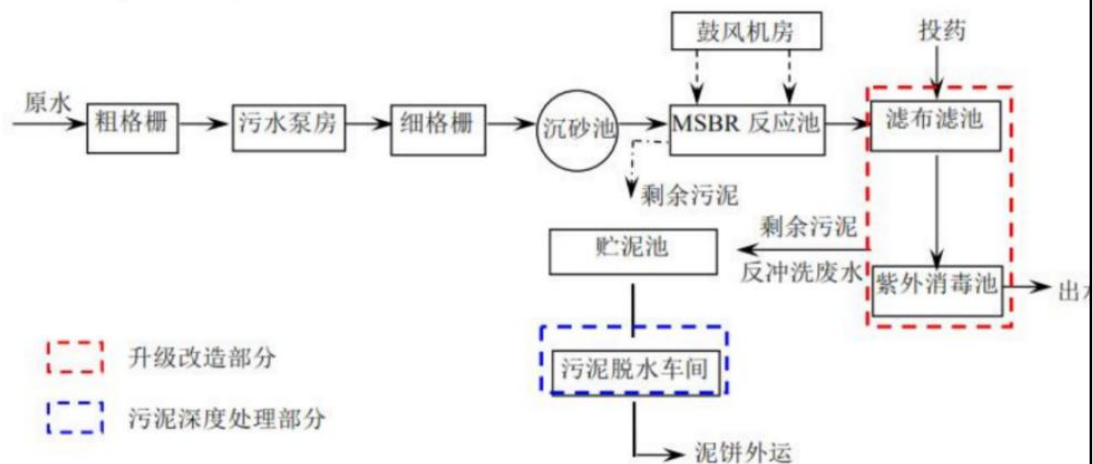 鼓风机房
投药
原水
粗格栅
污水泵房
细格栅
沉砂池
MSBR 反应池
滤布滤池
剩余污泥
剩余污泥
贮泥池
反冲洗废水
紫外消毒池
出水
升级改造部分
污泥脱水车间
污泥深度处理部分
泥饼外运